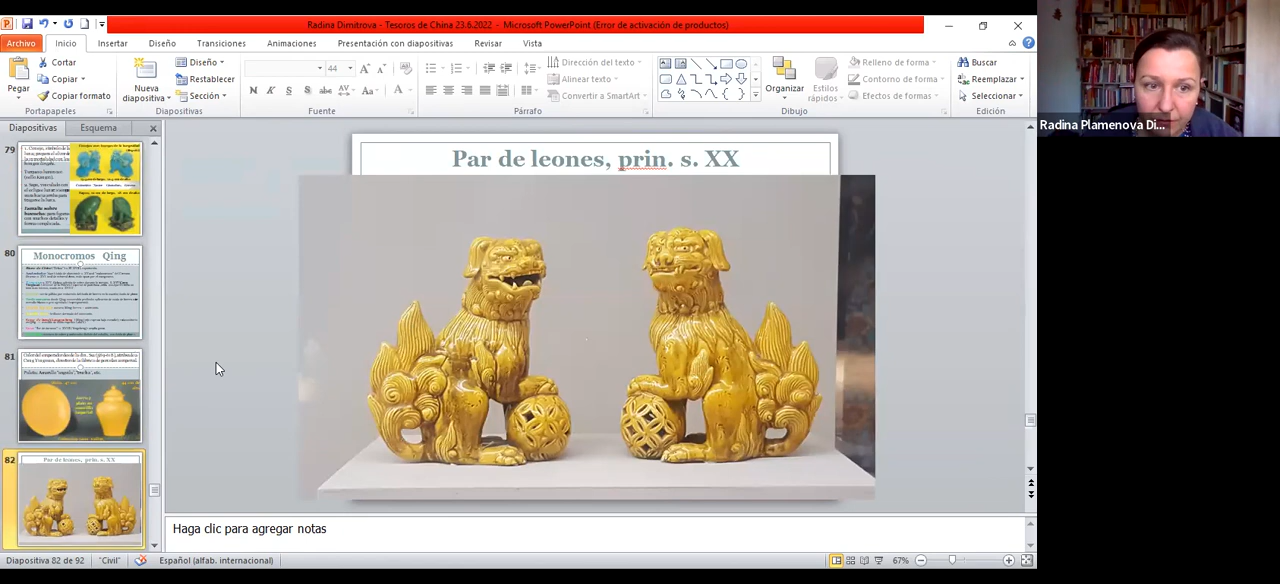 Radina Dimitrova - Tesoros de China 23.6.2022 - Microsoft PowerPoint (Error de activación de productos)
Archivo Inicio Insertar Diseño Transiciones Animaciones Presentación con diapositivas Revisar Vista
Pegar
Cortar
Copiar
Copiar formato
Portapapeles
Nueva
diapositiva
Diseño
Restablecer
Sección
Diapositivas
44
Fuente
Dirección del texto
Alinear texto
Convertir a SmartArt
Párrafo
Organizar
Estilos
rápidos
Relleno de forma
Contorno de forma
Efectos de formas
Dibujo
Buscar
Reemplazar
Seleccionar
Edición
Radina Plamenova Di...
Diapositivas Esquema
79
80
Monocromos Qing
81
82
Par de leones, prin. s. XX
Par de leones, prin. s. XX
Haga clic para agregar notas
Diapositiva 82 de 92 "Civil" Español (alfab. internacional) 67%